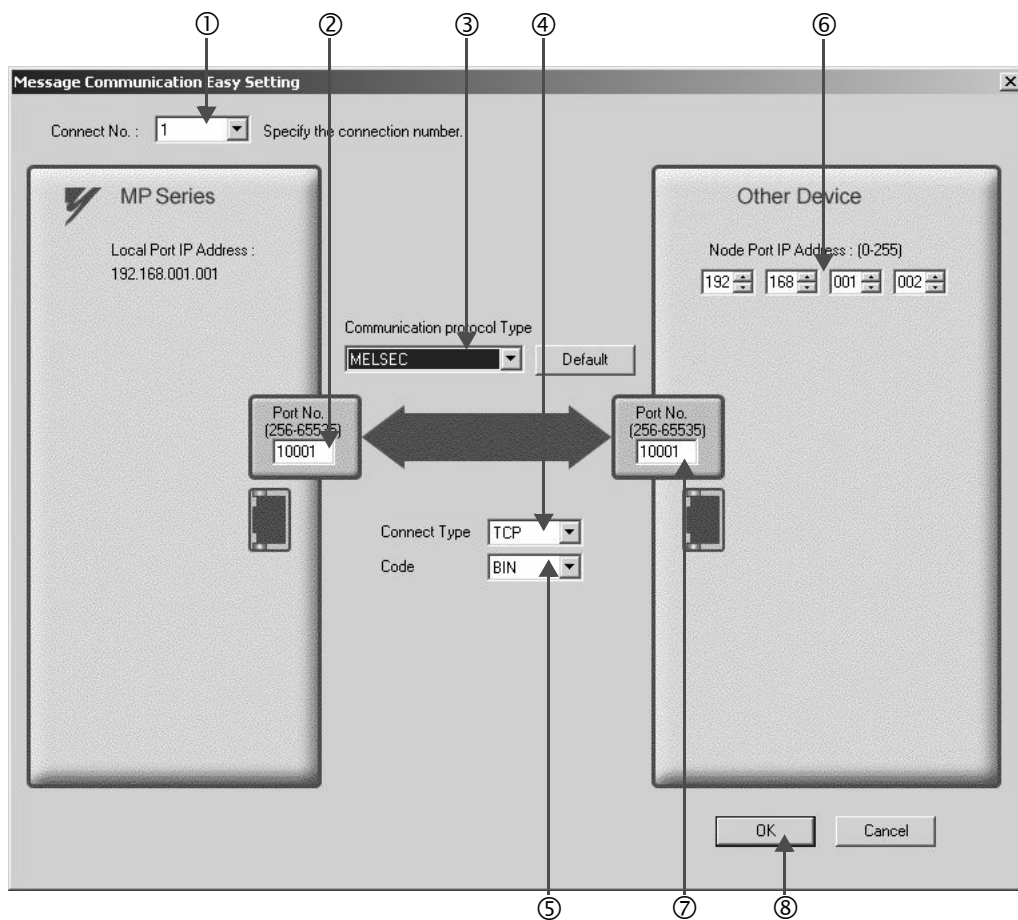 ① ② ③ ④ ⑥
Message Communication Easy Setting
Connect No. : 1 Specify the connection number.
MP Series
Local Port IP Address :
192.168.001.001
Other Device
Node Port IP Address : (0-255)
192 168 001 002
Communication protocol Type
MELSEC Default
Port No.
(256-65535)
10001
Port No.
(256-65535)
10001
Connect Type TCP
Code BIN
OK Cancel
⑤ ⑦ ⑧